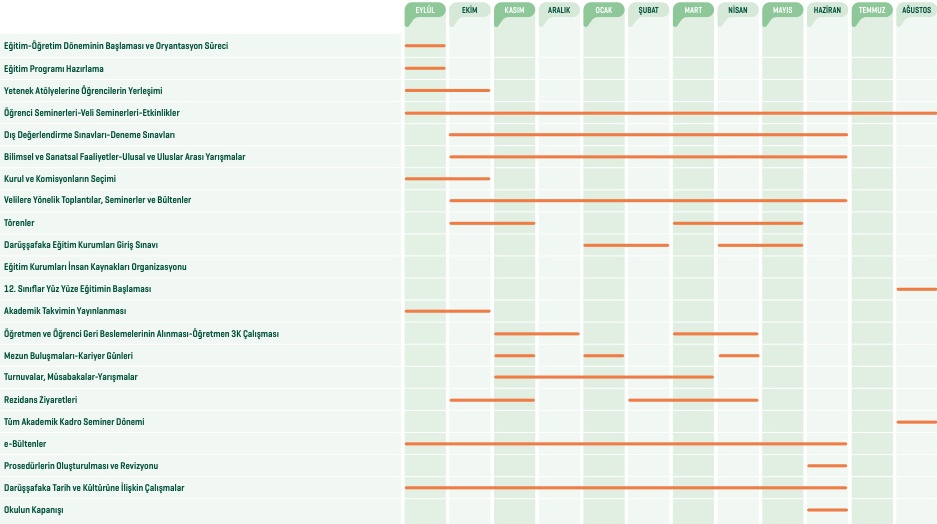 EYLÜL EKİM KASIM ARALIK OCAK ŞUBAT MART NİSAN MAYIS HAZİRAN TEMMUZ AĞUSTOS
Eğitim-Öğretim Döneminin Başlaması ve Oryantasyon Süreci
Eğitim Programı Hazırlama
Yetenek Atölyelerine Öğrencilerin Yerleşimi
Öğrenci Seminerleri-Veli Seminerleri-Etkinlikler
Dış Değerlendirme Sınavları-Deneme Sınavları
Bilimsel ve Sanatsal Faaliyetler-Ulusal ve Uluslar Arası Yarışmalar
Kurul ve Komisyonların Seçimi
Velilere Yönelik Toplantılar, Seminerler ve Bültenler
Törenler
Darüşşafaka Eğitim Kurumları Giriş Sınavı
Eğitim Kurumları İnsan Kaynakları Organizasyonu
12. Sınıflar Yüz Yüze Eğitimin Başlaması
Akademik Takvimin Yayınlanması
Öğretmen ve Öğrenci Geri Beslemelerinin Alınması-Öğretmen 3K Çalışması
Mezun Buluşmaları-Kariyer Günleri
Turnuvalar, Müsabakalar-Yarışmalar
Rezidans Ziyaretleri
Tüm Akademik Kadro Seminer Dönemi
e-Bültenler
Prosedürlerin Oluşturulması ve Revizyonu
Darüşşafaka Tarih ve Kültürüne İlişkin Çalışmalar
Okulun Kapanışı